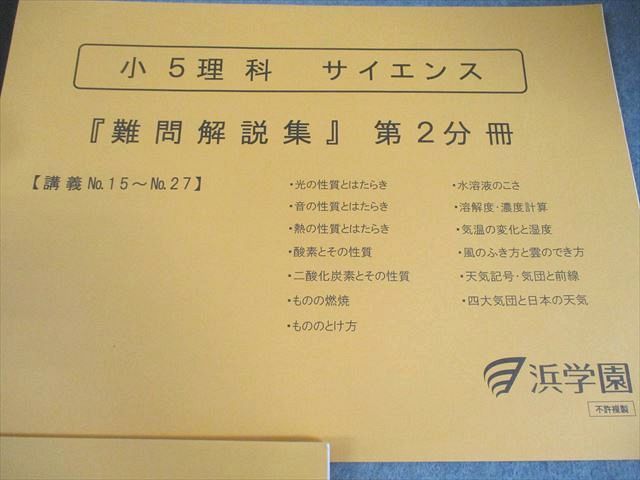 小５理科　サイエンス
『難問解説集』 第２分冊
【講義№15～№27】
・光の性質とはたらき
・音の性質とはたらき
・熱の性質とはたらき
・酸素とその性質
・二酸化炭素とその性質
・ものの燃焼
・もののとけ方
・水溶液のこさ
・溶解度・濃度計算
・気温の変化と湿度
・風のふき方と雲のでき方
・天気記号・気団と前線
・四大気団と日本の天気
浜学園
不許複製